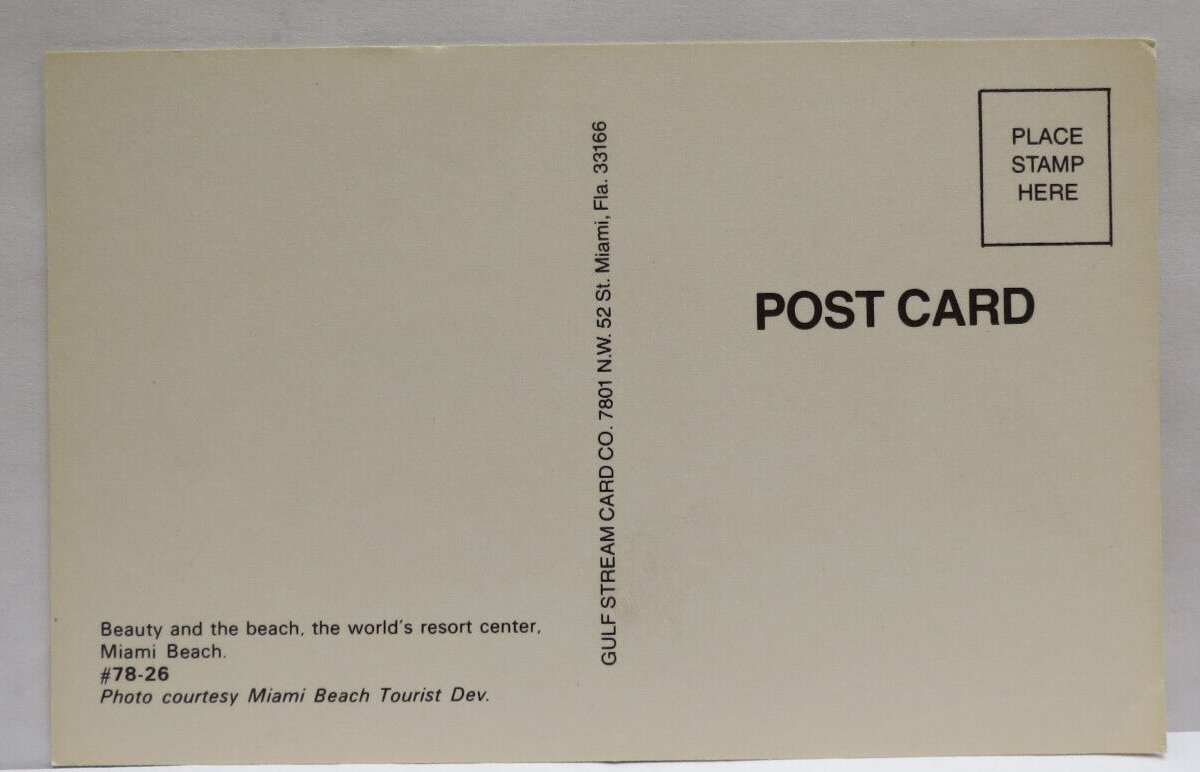 Beauty and the beach, the world's resort center,
Miami Beach.
#78-26
Photo courtesy Miami Beach Tourist Dev.
GULF STREAM CARD CO. 7801 N.W. 52 St. Miami, Fla. 33166
PLACE
STAMP
HERE
POST CARD